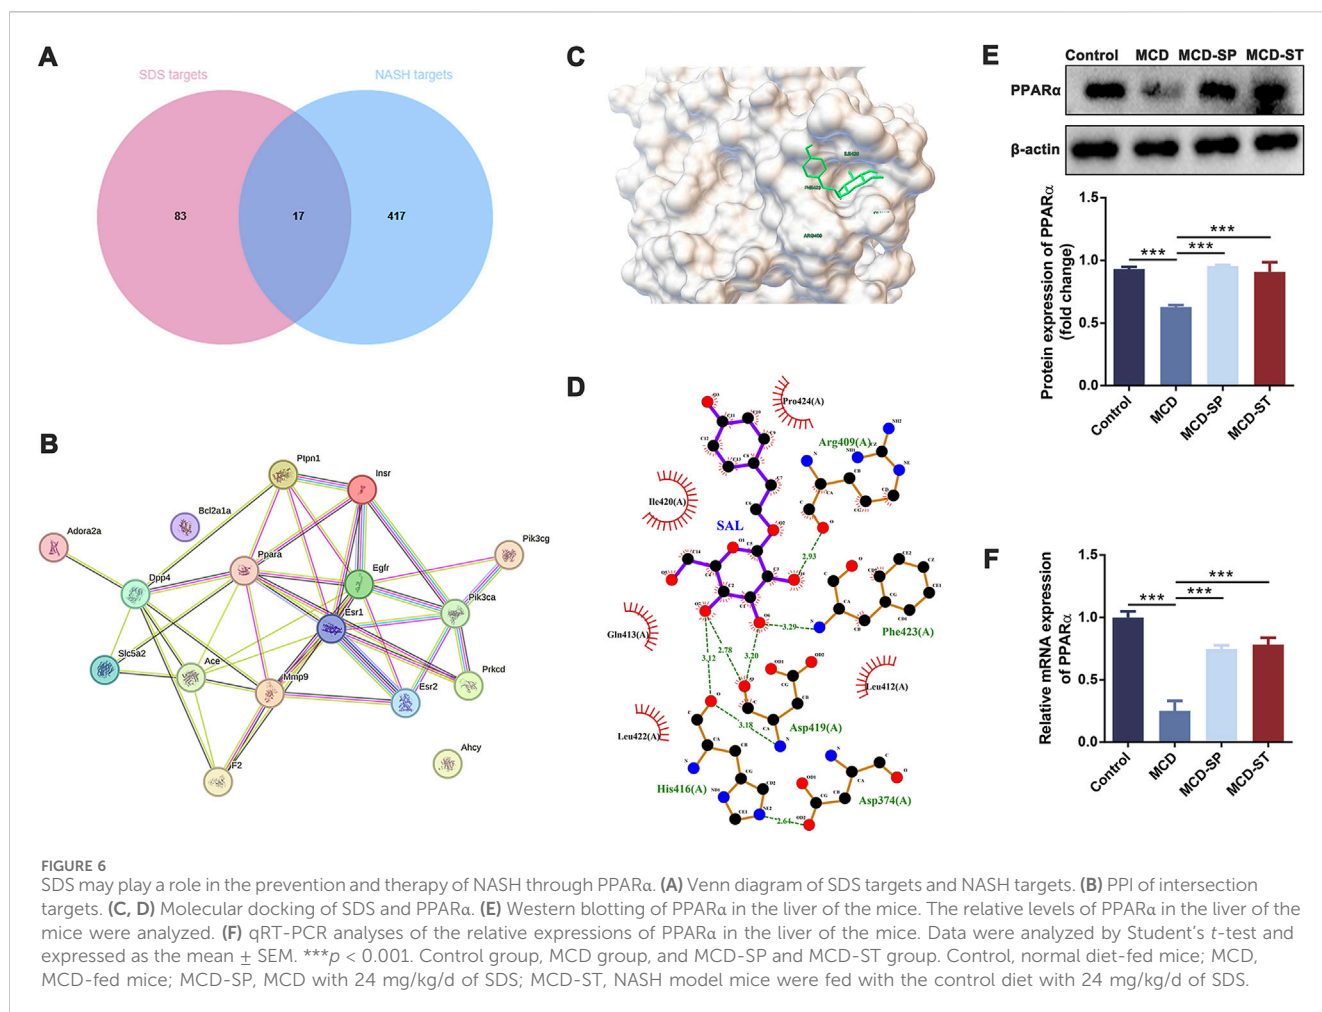 A
SDS targets
NASH targets
83
17
417
B
Ptpn1
Insr
Bcl2a1a
Adora2a
Ppara
Pik3cg
Dpp4
Egfr
Pik3ca
Esr1
Slc5a2
Ace
Mmp9
Prkcd
Esr2
F2
Ahcy
C
ARG409
D
Pro424(A)
Arg409(A)
Ile420(A)
SAL
2.93
3.29
Phe423(A)
Gln413(A)
3.12
2.78
3.20
Leu412(A)
Leu422(A)
3.18
Asp419(A)
His416(A)
Asp374(A)
2.64
E
Control MCD MCD-SP MCD-ST
PPARα
β-actin
Protein expression of PPARα
(fold change)
1.5
1.0
0.5
0.0
***
***
***
Control
MCD
MCD-SP
MCD-ST
F
Relative mRNA expression
of PPARα
1.5
1.0
0.5
0.0
***
***
***
Control
MCD
MCD-SP
MCD-ST
FIGURE 6
SDS may play a role in the prevention and therapy of NASH through PPARα. (A) Venn diagram of SDS targets and NASH targets. (B) PPI of intersection
targets. (C, D) Molecular docking of SDS and PPARα. (E) Western blotting of PPARα in the liver of the mice. The relative levels of PPARα in the liver of the
mice were analyzed. (F) qRT-PCR analyses of the relative expressions of PPARα in the liver of the mice. Data were analyzed by Student's t-test and
expressed as the mean ± SEM. ***p < 0.001. Control group, MCD group, and MCD-SP and MCD-ST group. Control, normal diet-fed mice; MCD,
MCD-fed mice; MCD-SP, MCD with 24 mg/kg/d of SDS; MCD-ST, NASH model mice were fed with the control diet with 24 mg/kg/d of SDS.